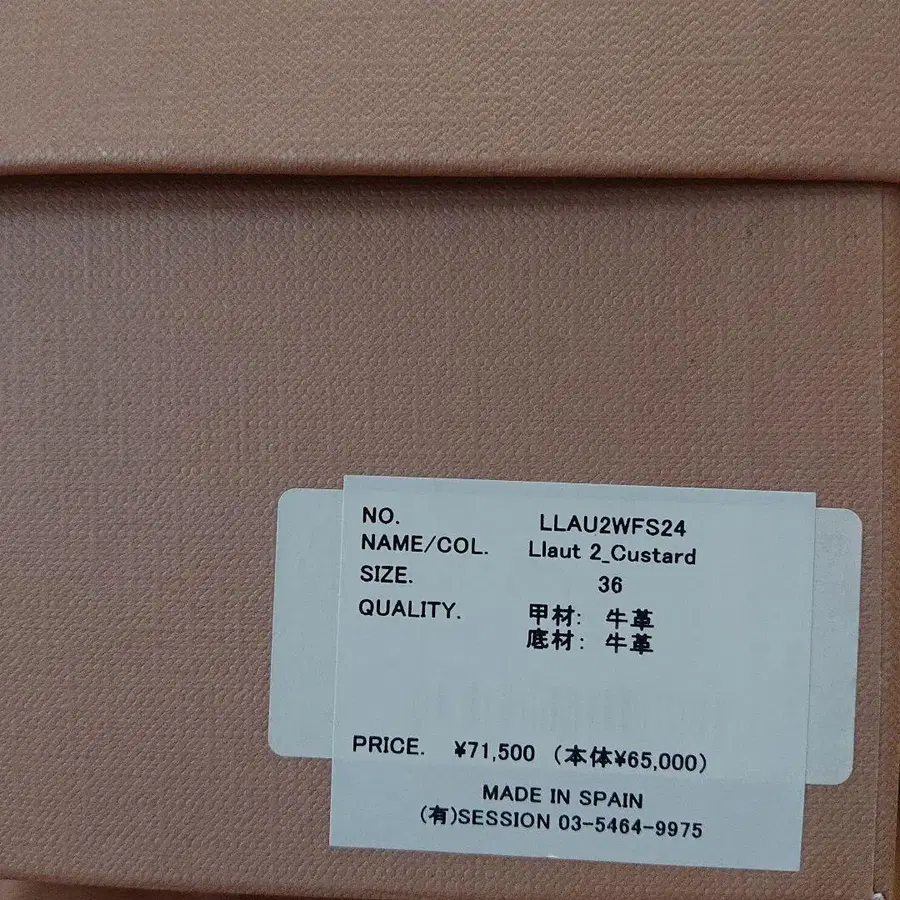 NO. LLAU2WFS24
NAME/COL. Llaut 2_Custard
SIZE. 36
QUALITY. 甲材: 牛革
底材: 牛革
PRICE. ¥71,500 (本体¥65,000)
MADE IN SPAIN
(有)SESSION 03-5464-9975